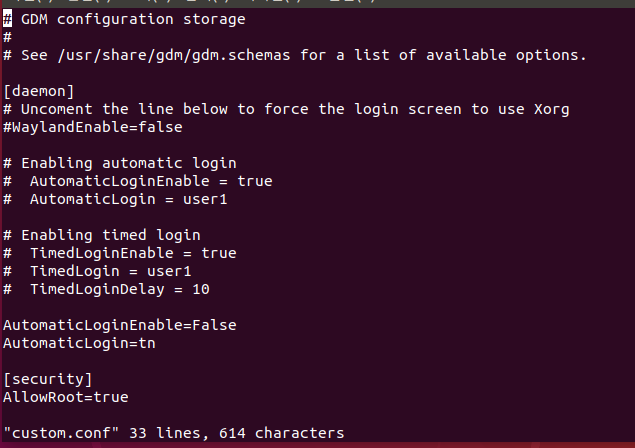 # GDM configuration storage
#
# See /usr/share/gdm/gdm.schemas for a list of available options.
[daemon]
# Uncoment the line below to force the login screen to use Xorg
#WaylandEnable=false
# Enabling automatic login
#  AutomaticLoginEnable = true
#  AutomaticLogin = user1
# Enabling timed login
#  TimedLoginEnable = true
#  TimedLogin = user1
#  TimedLoginDelay = 10
AutomaticLoginEnable=False
AutomaticLogin=tn
[security]
AllowRoot=true
"custom.conf" 33 lines, 614 characters